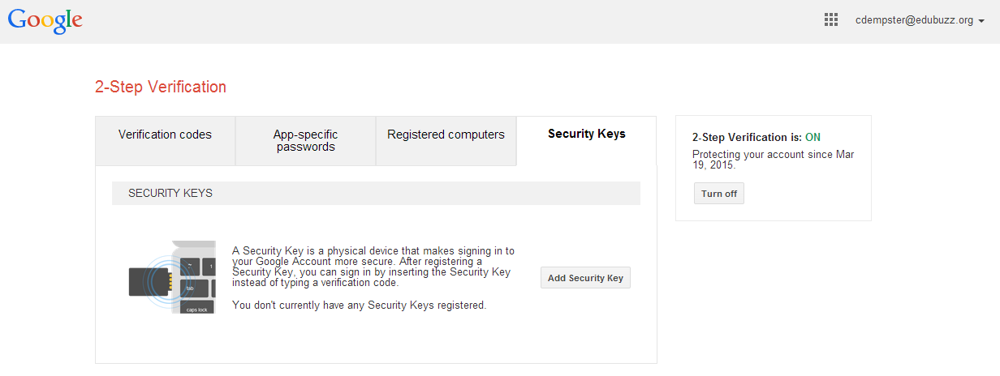 Google
cdempster@edubuzz.org
2-Step Verification
Verification codes
App-specific
passwords
Registered computers
Security Keys
2-Step Verification is: ON
Protecting your account since Mar
19, 2015.
Turn off
SECURITY KEYS
A Security Key is a physical device that makes signing in to
your Google Account more secure. After registering a
Security Key, you can sign in by inserting the Security Key
instead of typing a verification code.
You don't currently have any Security Keys registered.
~ !
tab
caps lock
Add Security Key